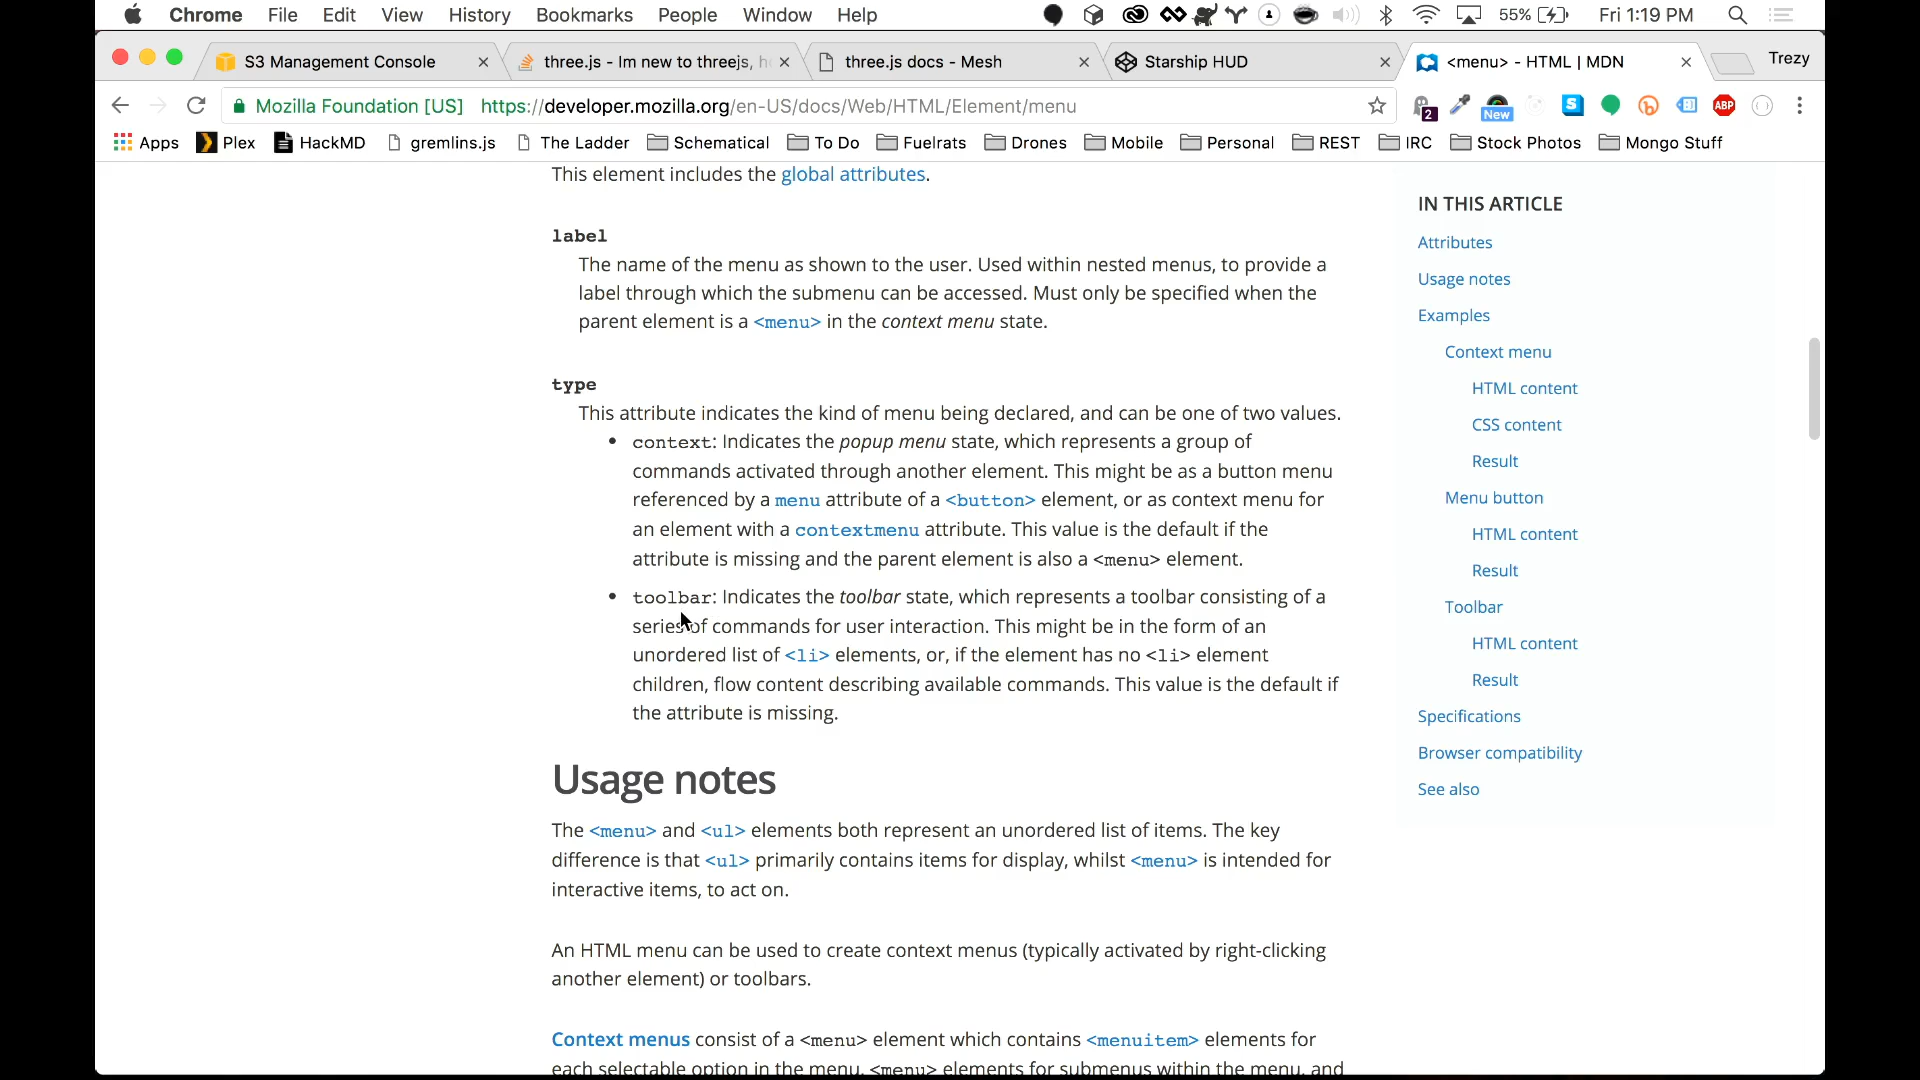 Chrome File Edit View History Bookmarks People Window Help 55% Fri 1:19 PM
S3 Management Console three.js - Im new to threejs, h three.js docs - Mesh Starship HUD <menu> - HTML | MDN Trezy
Mozilla Foundation [US] https://developer.mozilla.org/en-US/docs/Web/HTML/Element/menu 2 New S ABP
Apps Plex HackMD gremlins.js The Ladder Schematical To Do Fuelrats Drones Mobile Personal REST IRC Stock Photos Mongo Stuff
This element includes the global attributes.
label
The name of the menu as shown to the user. Used within nested menus, to provide a
label through which the submenu can be accessed. Must only be specified when the
parent element is a <menu> in the context menu state.
type
This attribute indicates the kind of menu being declared, and can be one of two values.
• context: Indicates the popup menu state, which represents a group of
commands activated through another element. This might be as a button menu
referenced by a menu attribute of a <button> element, or as context menu for
an element with a contextmenu attribute. This value is the default if the
attribute is missing and the parent element is also a <menu> element.
• toolbar: Indicates the toolbar state, which represents a toolbar consisting of a
series of commands for user interaction. This might be in the form of an
unordered list of <li> elements, or, if the element has no <li> element
children, flow content describing available commands. This value is the default if
the attribute is missing.
Usage notes
The <menu> and <ul> elements both represent an unordered list of items. The key
difference is that <ul> primarily contains items for display, whilst <menu> is intended for
interactive items, to act on.
An HTML menu can be used to create context menus (typically activated by right-clicking
another element) or toolbars.
Context menus consist of a <menu> element which contains <menuitem> elements for
each selectable option in the menu, <menu> elements for submenus within the menu, and
IN THIS ARTICLE
Attributes
Usage notes
Examples
Context menu
HTML content
CSS content
Result
Menu button
HTML content
Result
Toolbar
HTML content
Result
Specifications
Browser compatibility
See also